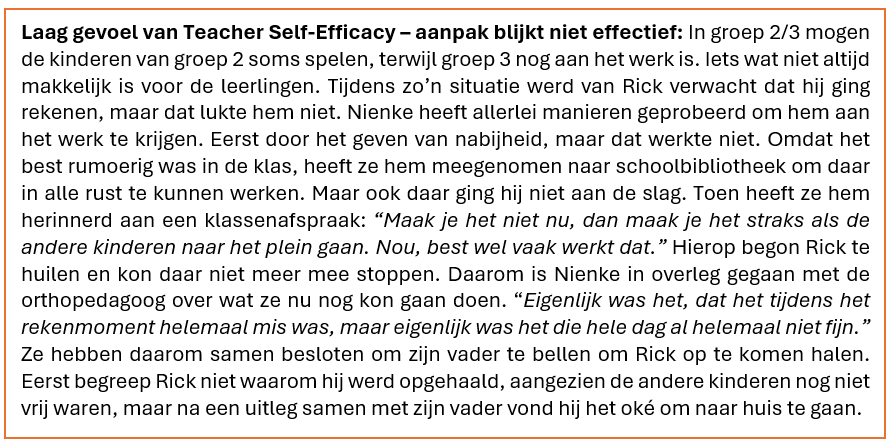 Laag gevoel van Teacher Self-Efficacy – aanpak blijkt niet effectief: In groep 2/3 mogen
de kinderen van groep 2 soms spelen, terwijl groep 3 nog aan het werk is. Iets wat niet altijd
makkelijk is voor de leerlingen. Tijdens zo’n situatie werd van Rick verwacht dat hij ging
rekenen, maar dat lukte hem niet. Nienke heeft allerlei manieren geprobeerd om hem aan
het werk te krijgen. Eerst door het geven van nabijheid, maar dat werkte niet. Omdat het
best rumoerig was in de klas, heeft ze hem meegenomen naar schoolbibliotheek om daar
in alle rust te kunnen werken. Maar ook daar ging hij niet aan de slag. Toen heeft ze hem
herinnerd aan een klassenafspraak: “Maak je het niet nu, dan maak je het straks als de
andere kinderen naar het plein gaan. Nou, best wel vaak werkt dat.” Hierop begon Rick te
huilen en kon daar niet meer mee stoppen. Daarom is Nienke in overleg gegaan met de
orthopedagoog over wat ze nu nog kon gaan doen. “Eigenlijk was het, dat het tijdens het
rekenmoment helemaal mis was, maar eigenlijk was het die hele dag al helemaal niet fijn.”
Ze hebben daarom samen besloten om zijn vader te bellen om Rick op te komen halen.
Eerst begreep Rick niet waarom hij werd opgehaald, aangezien de andere kinderen nog niet
vrij waren, maar na een uitleg samen met zijn vader vond hij het oké om naar huis te gaan.